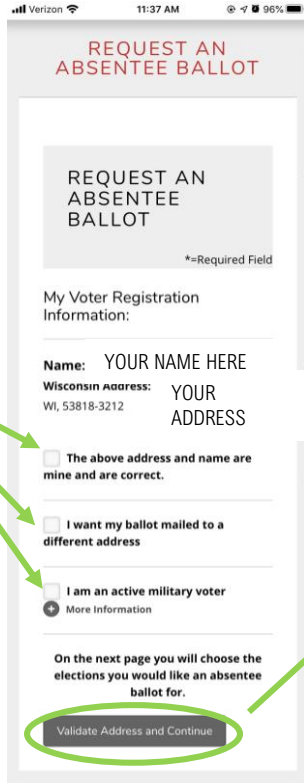 Verizon 11:37 AM 96%
REQUEST AN
ABSENTEE BALLOT
REQUEST AN
ABSENTEE
BALLOT
*=Required Field
My Voter Registration
Information:
Name: YOUR NAME HERE
Wisconsin Address: YOUR
WI, 53818-3212 ADDRESS
The above address and name are
mine and are correct.
I want my ballot mailed to a
different address
I am an active military voter
More Information
On the next page you will choose the
elections you would like an absentee
ballot for.
Validate Address and Continue